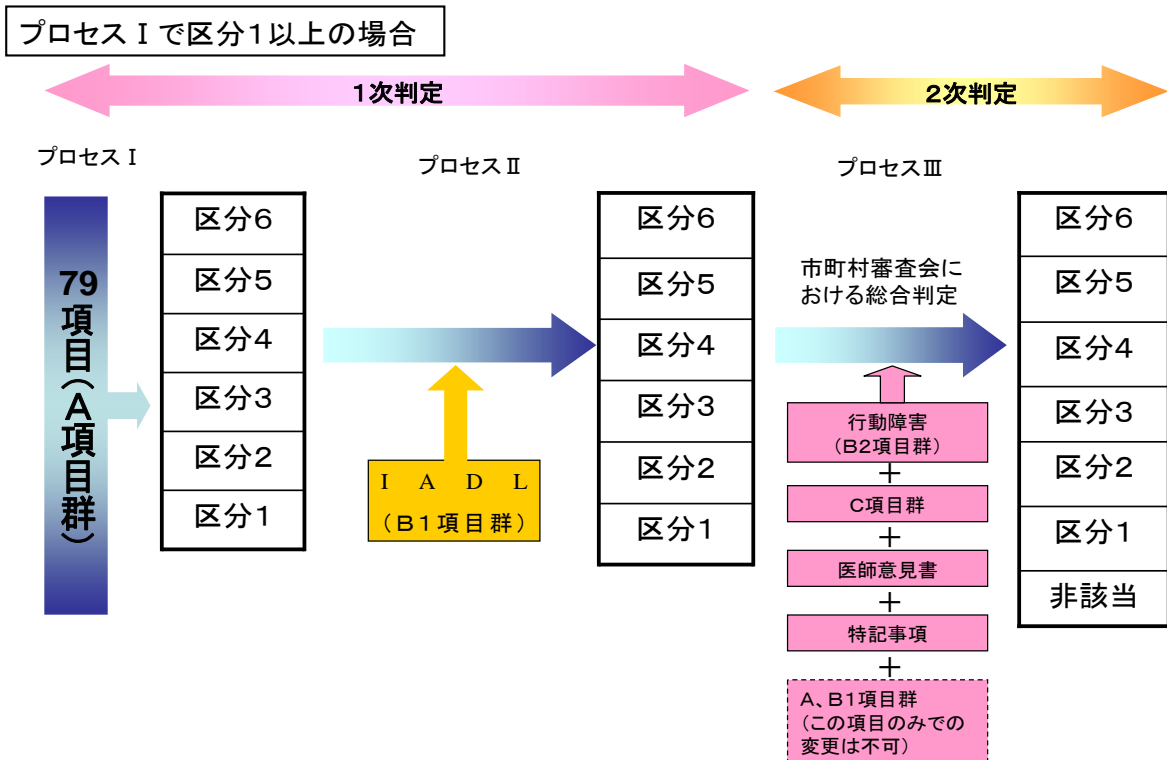 プロセスⅠで区分1以上の場合
1次判定
2次判定
プロセスⅠ
プロセスⅡ
プロセスⅢ
79項目(A項目群)
区分6
区分5
区分4
区分3
区分2
区分1
I A D L
(B1項目群)
区分6
区分5
区分4
区分3
区分2
区分1
市町村審査会に
おける総合判定
行動障害
(B2項目群)
+
C項目群
+
医師意見書
+
特記事項
+
A、B1項目群
(この項目のみでの
変更は不可)
区分6
区分5
区分4
区分3
区分2
区分1
非該当